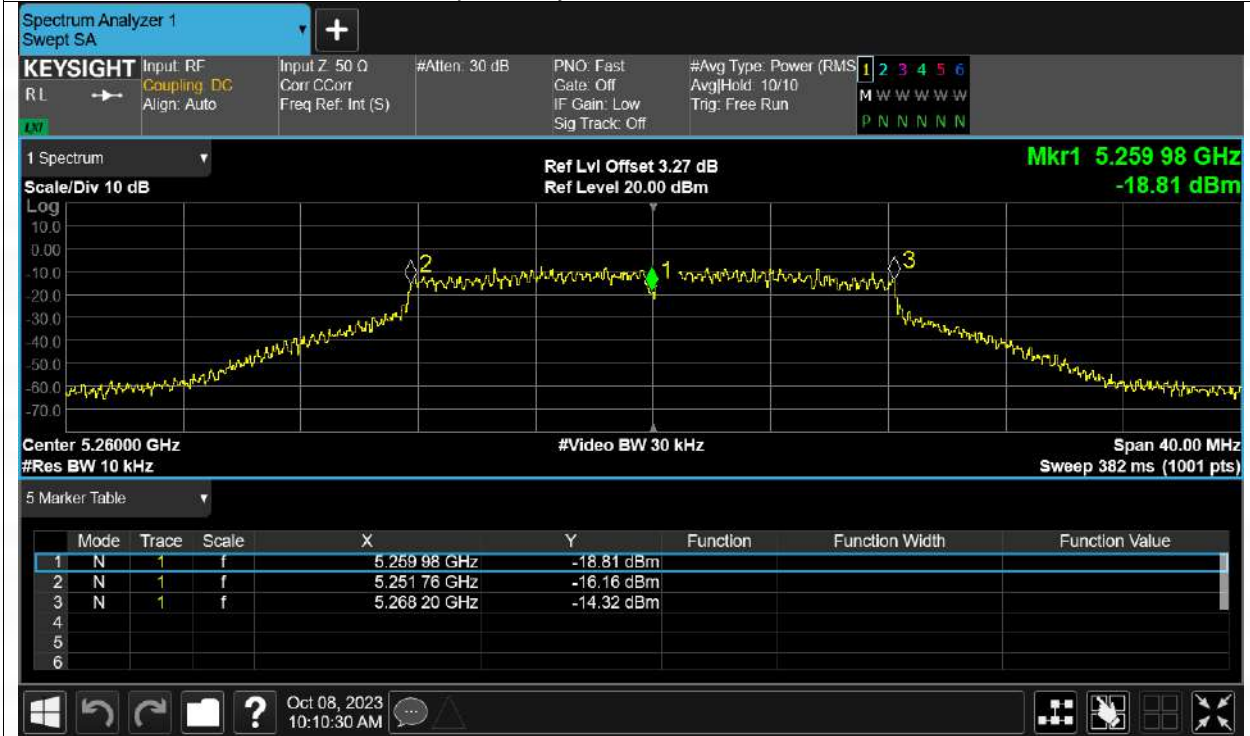 Spectrum Analyzer 1
Swept SA
+
KEYSIGHT
RL
LXI
Input: RF
Coupling: DC
Align: Auto
Input Z: 50 Ω
Corr CCorr
Freq Ref: Int (S)
#Atten: 30 dB
PNO: Fast
Gate: Off
IF Gain: Low
Sig Track: Off
#Avg Type: Power (RMS
Avg|Hold: 10/10
Trig: Free Run
1 2 3 4 5 6
M W W W W W
P N N N N N
1 Spectrum
Scale/Div 10 dB
Ref Lvl Offset 3.27 dB
Ref Level 20.00 dBm
Mkr1 5.259 98 GHz
-18.81 dBm
Log
10.0
0.00
-10.0
-20.0
-30.0
-40.0
-50.0
-60.0
-70.0
2
1
3
Center 5.26000 GHz
#Res BW 10 kHz
#Video BW 30 kHz
Span 40.00 MHz
Sweep 382 ms (1001 pts)
5 Marker Table
Mode Trace Scale X Y Function Function Width Function Value
1 N 1 f 5.259 98 GHz -18.81 dBm
2 N 1 f 5.251 76 GHz -16.16 dBm
3 N 1 f 5.268 20 GHz -14.32 dBm
4
5
6
?
Oct 08, 2023
10:10:30 AM